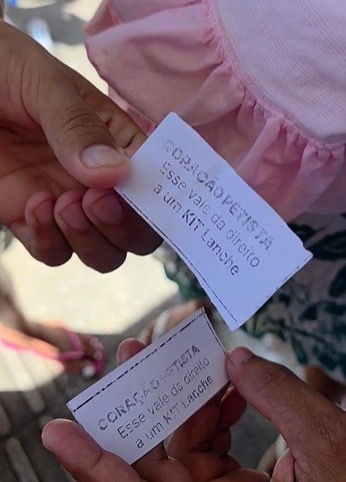 CORAÇÃO PETISTA
Esse vale da direito
a um KIT Lanche
CORAÇÃO PETISTA
Esse vale da direito
a um KIT Lanche